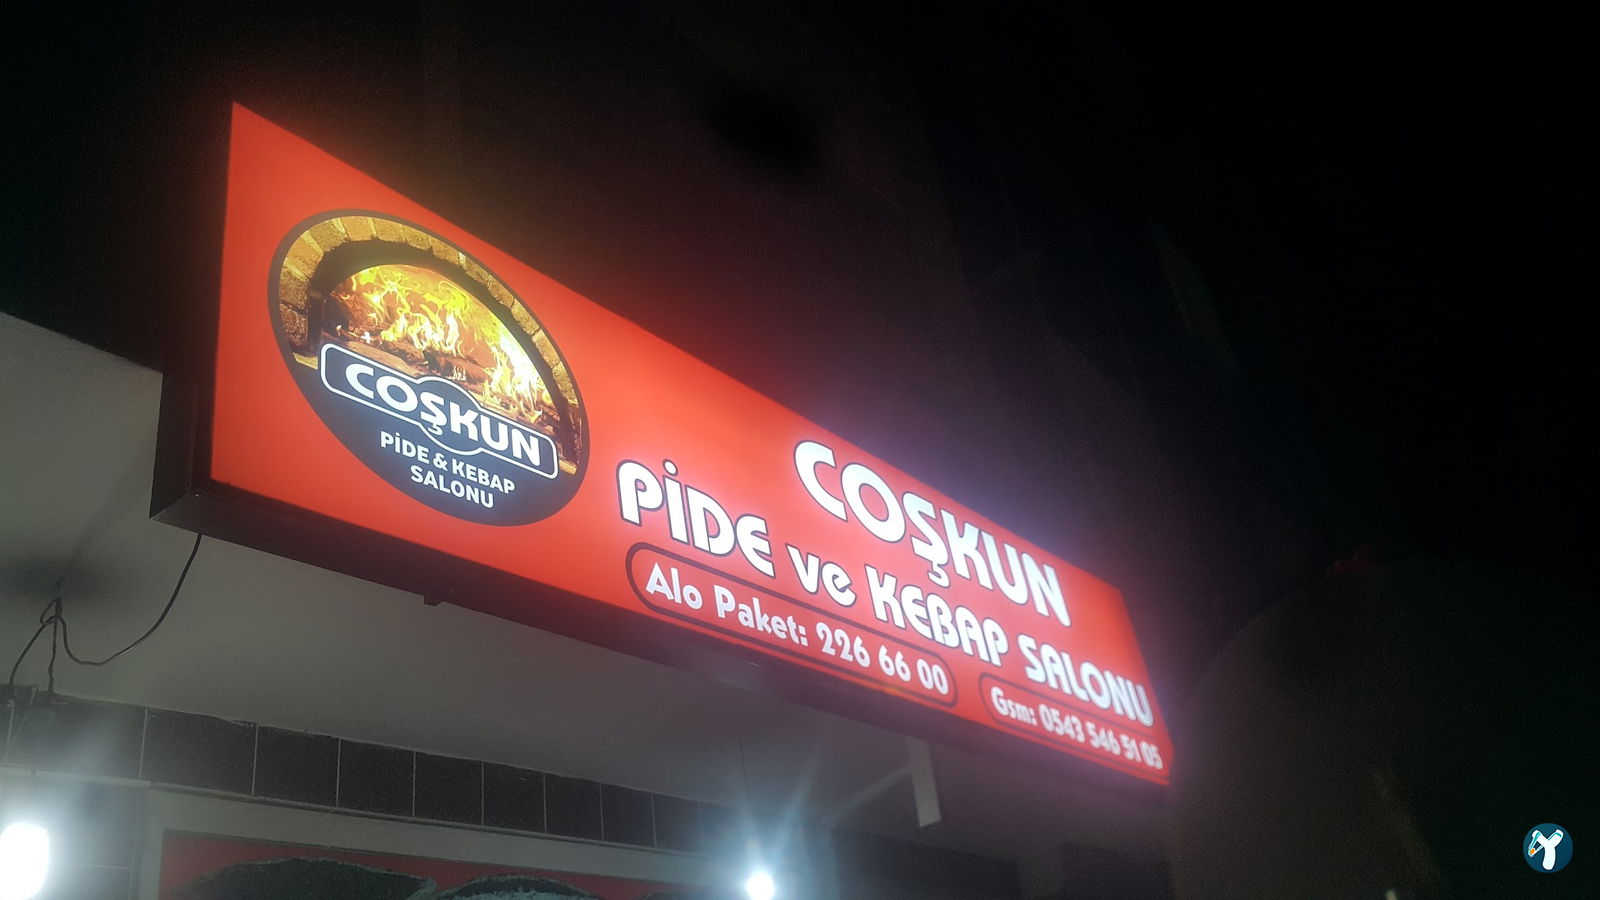 COŞKUN
PİDE & KEBAP
SALONU
COŞKUN
PİDE ve KEBAP SALONU
Alo Paket: 226 66 00
Gsm: 0543 546 51 05